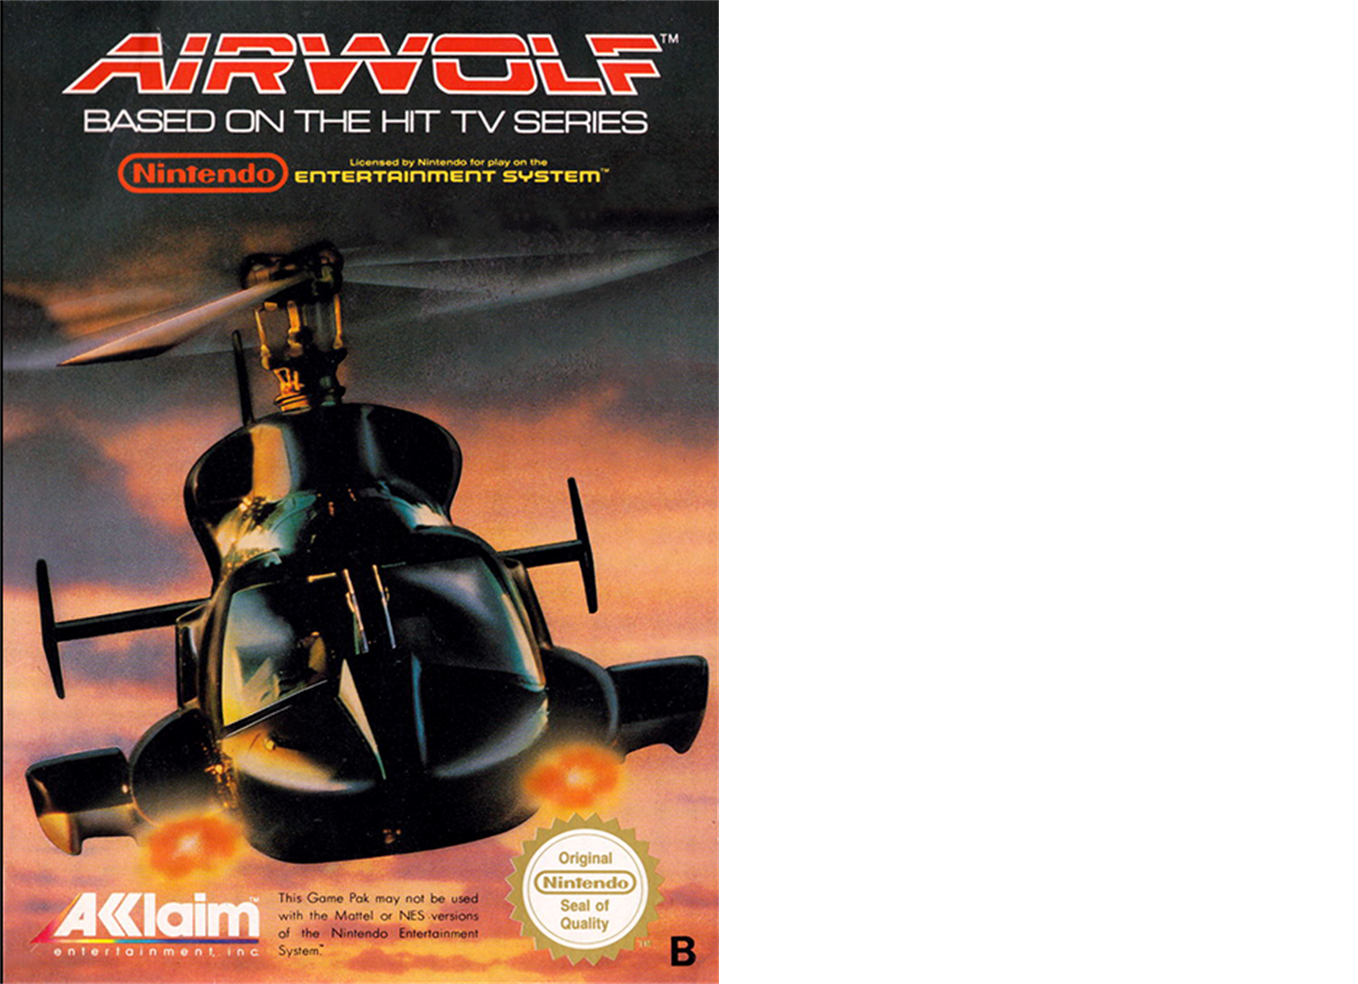 AIRWOLF™
BASED ON THE HIT TV SERIES
Nintendo
Licensed by Nintendo for play on the
ENTERTAINMENT SYSTEM™
Original
Nintendo
Seal of
Quality
TM
AKKlaim™
entertainment, inc.
This Game Pak may not be used
with the Mattel or NES versions
of the Nintendo Entertainment
System.™
B